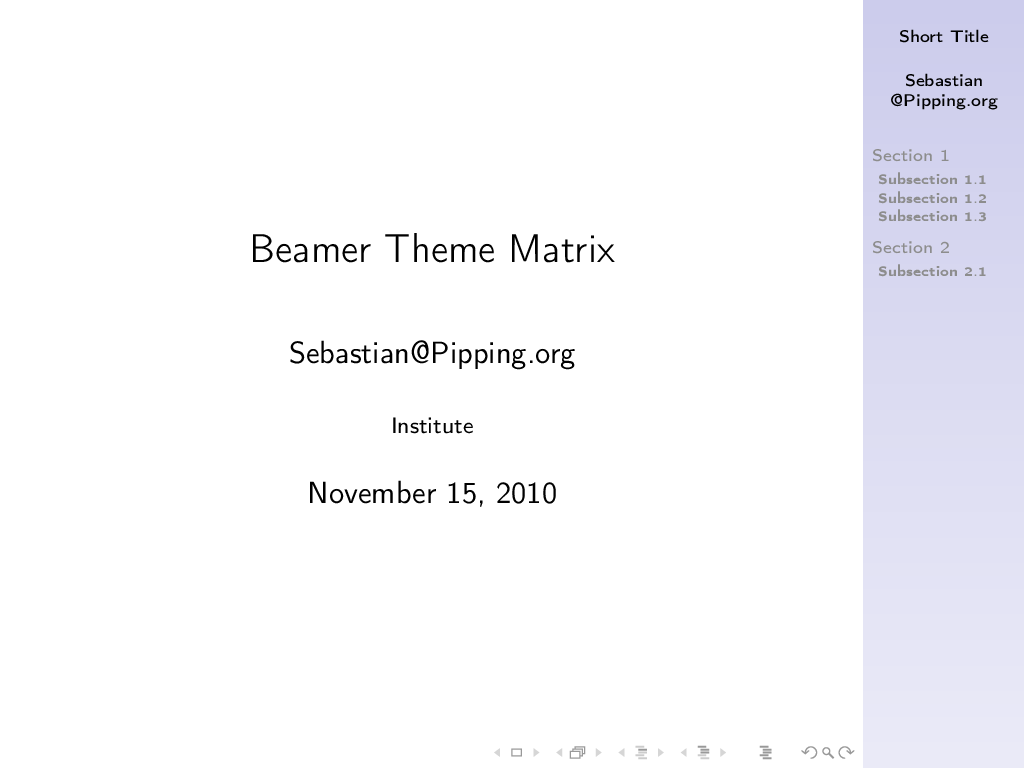 Beamer Theme Matrix
Sebastian@Pipping.org
Institute
November 15, 2010
Short Title
Sebastian
@Pipping.org
Section 1
Subsection 1.1
Subsection 1.2
Subsection 1.3
Section 2
Subsection 2.1